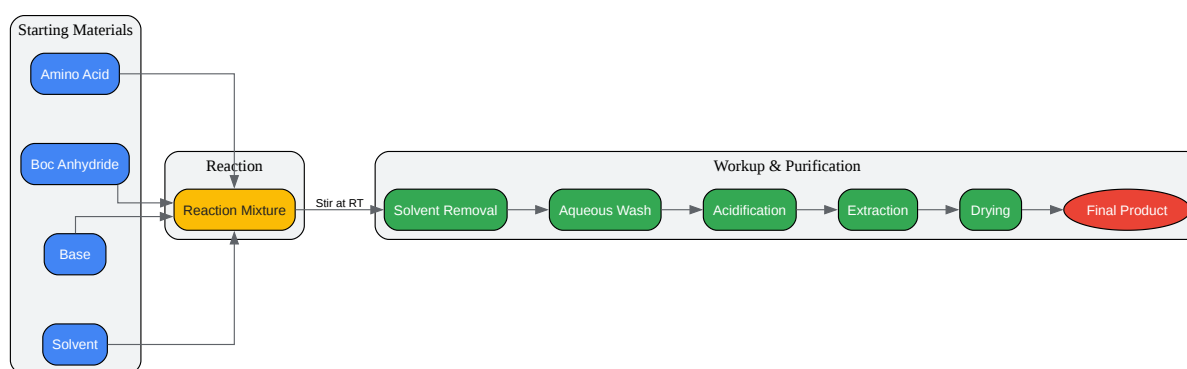 Starting Materials
Amino Acid
Boc Anhydride
Base
Solvent
Reaction
Reaction Mixture
Stir at RT
Workup & Purification
Solvent Removal
Aqueous Wash
Acidification
Extraction
Drying
Final Product